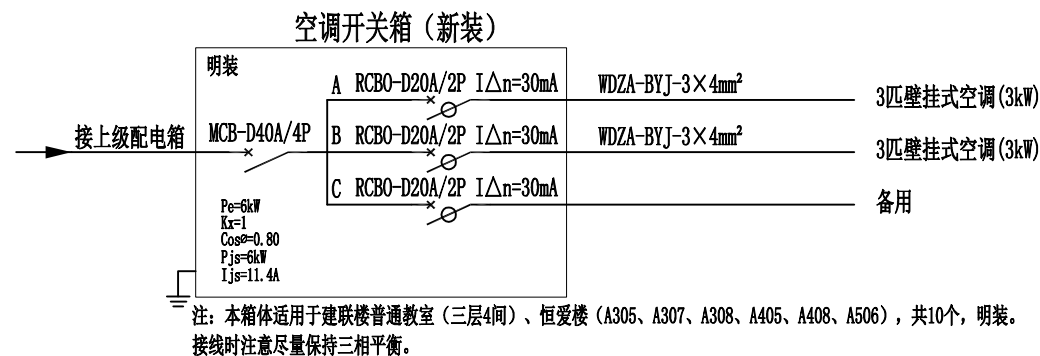 空调开关箱（新装）
明装
A RCBO-D20A/2P I△n=30mA WDZA-BYJ-3×4mm² 3匹壁挂式空调(3kW)
接上级配电箱 MCB-D40A/4P B RCBO-D20A/2P I△n=30mA WDZA-BYJ-3×4mm² 3匹壁挂式空调(3kW)
C RCBO-D20A/2P I△n=30mA 备用
Pe=6kW
Kx=1
Cosø=0.80
Pjs=6kW
Ijs=11.4A
注：本箱体适用于建联楼普通教室（三层4间）、恒爱楼（A305、A307、A308、A405、A408、A506），共10个，明装。
接线时注意尽量保持三相平衡。